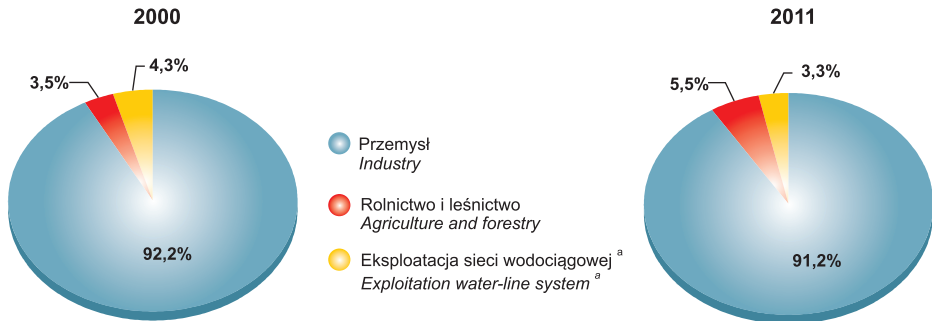 2000
4,3%
3,5%
92,2%
Przemysł
Industry
Rolnictwo i leśnictwo
Agriculture and forestry
Eksploatacja sieci wodociągowej a
Exploitation water-line system a
2011
3,3%
5,5%
91,2%